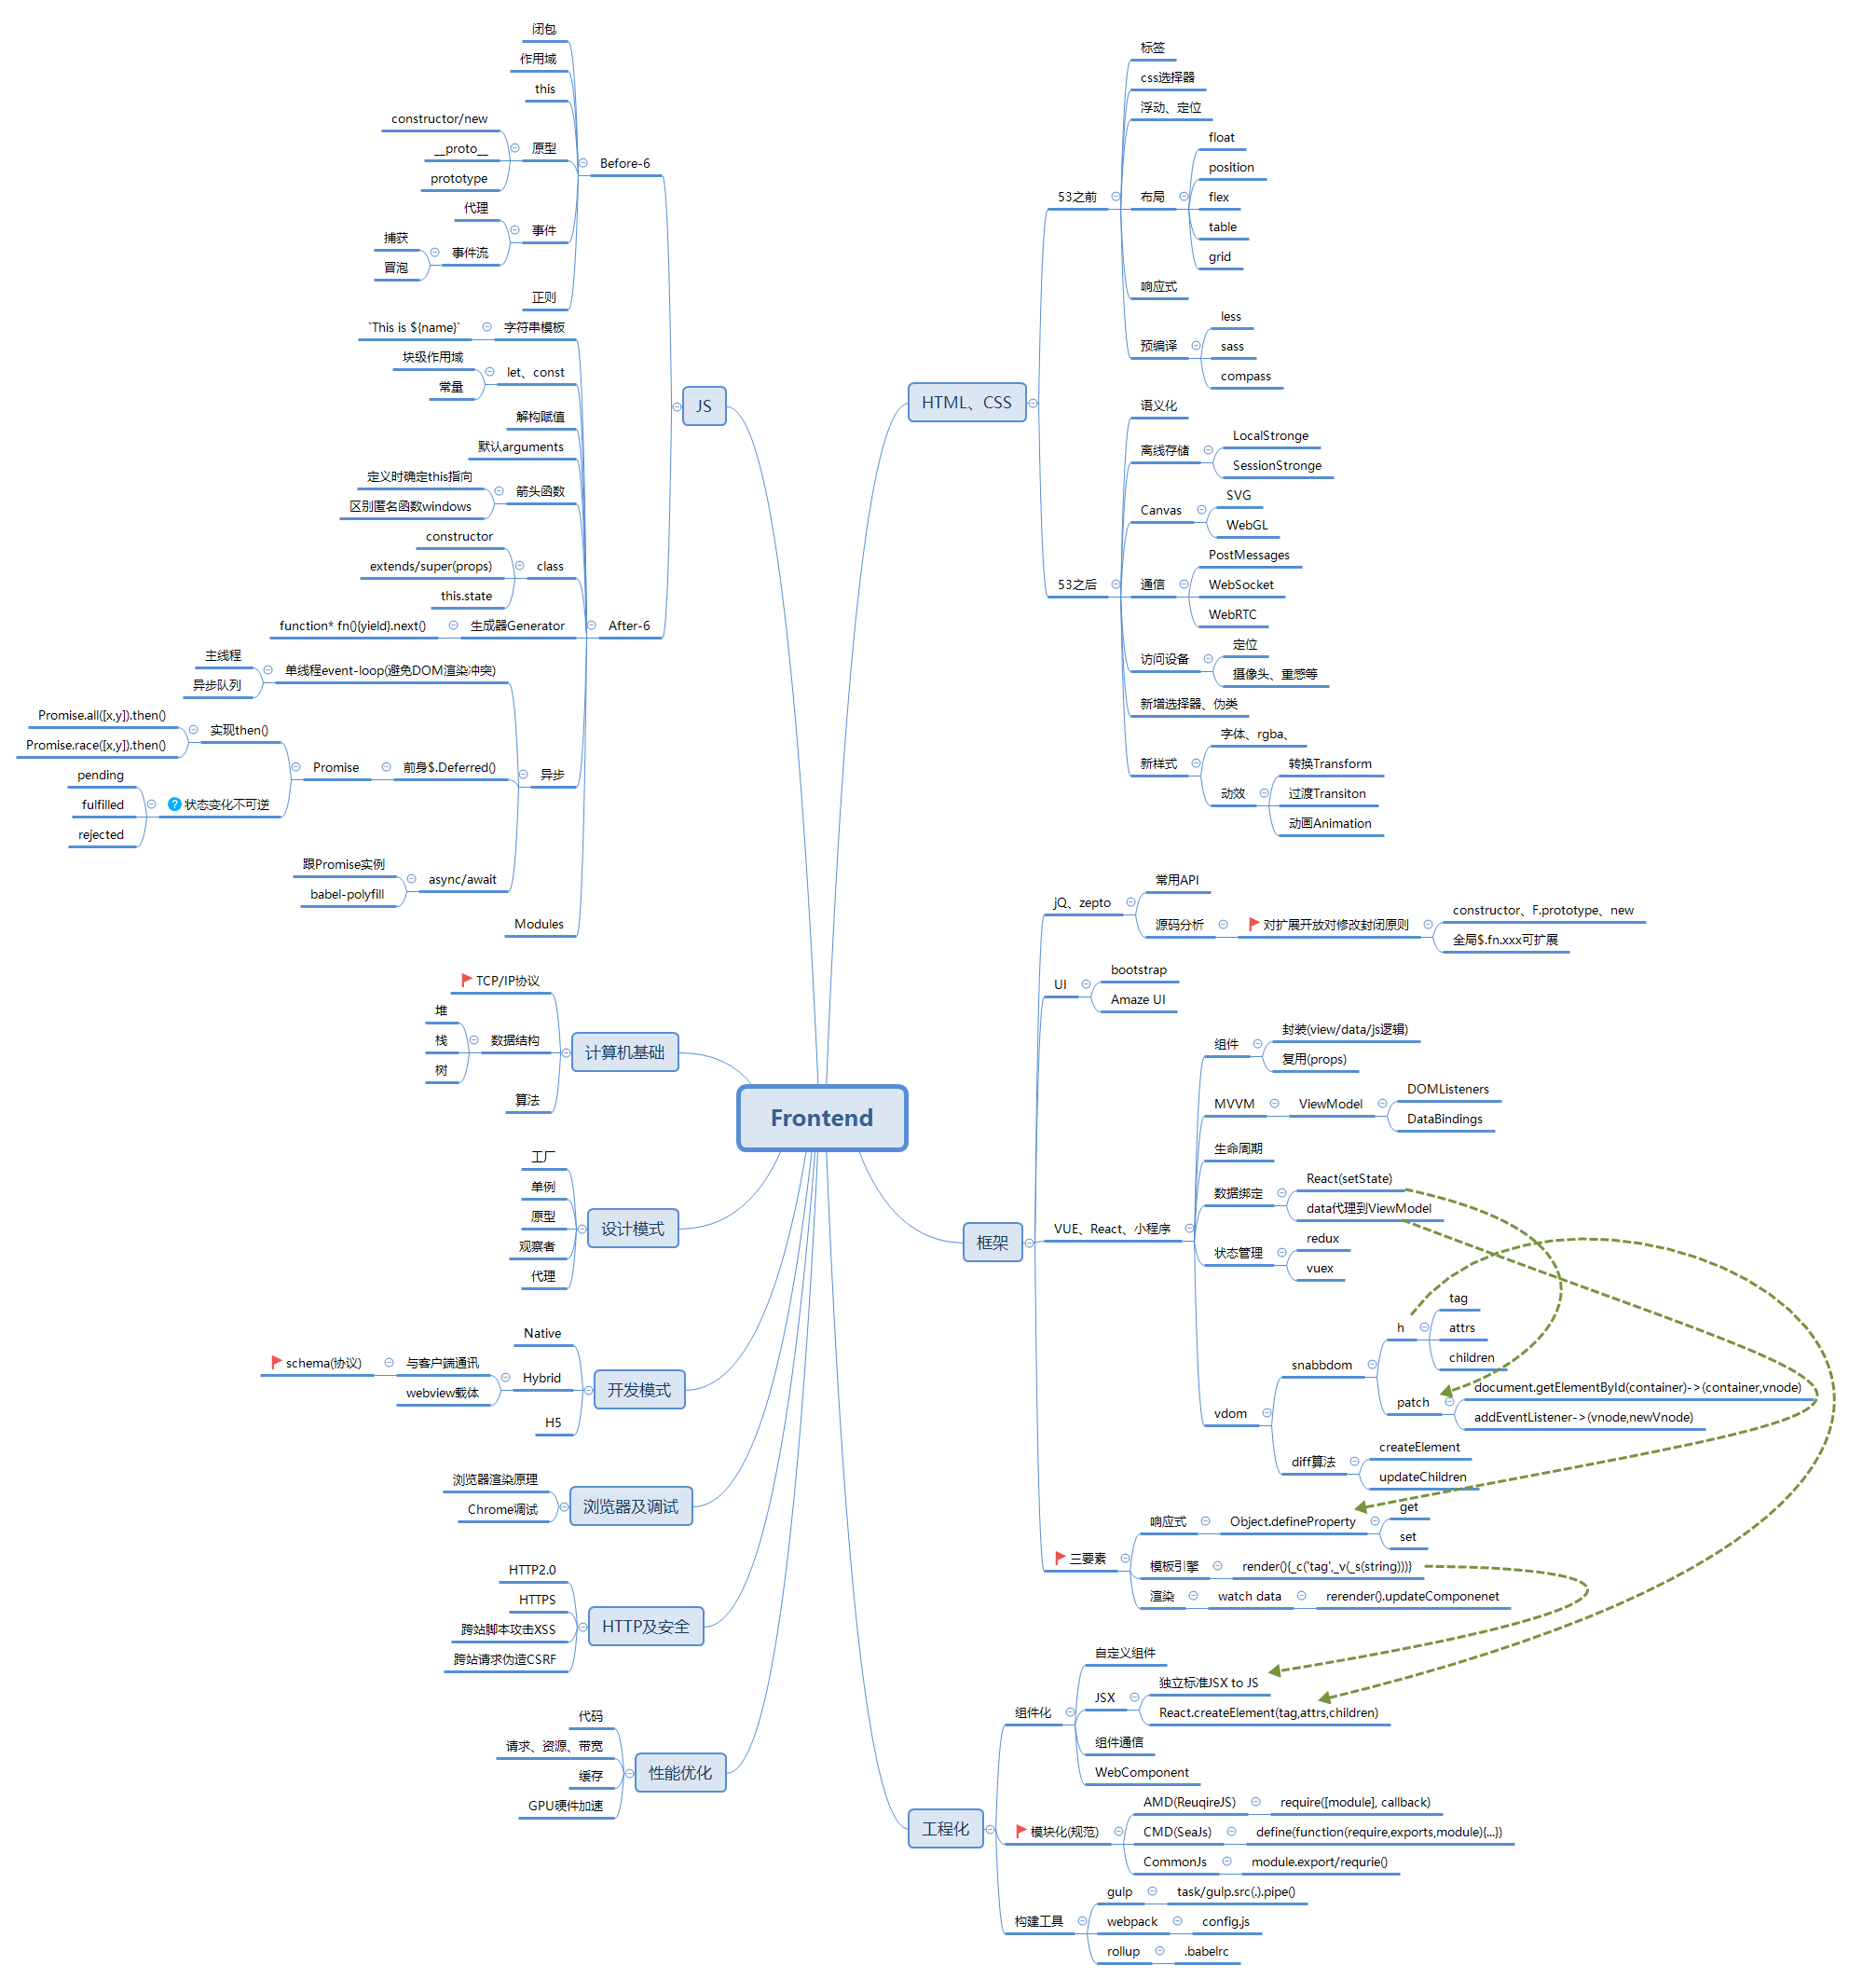 Frontend
JS
Before-6
闭包
作用域
this
原型
constructor/new
__proto__
prototype
事件
代理
事件流
捕获
冒泡
正则
After-6
字符串模板
`This is ${name}`
let、const
块级作用域
常量
解构赋值
默认arguments
箭头函数
定义时确定this指向
区别匿名函数windows
class
constructor
extends/super(props)
this.state
生成器Generator
function* fn(){yield}.next()
异步
单线程event-loop(避免DOM渲染冲突)
主线程
异步队列
前身$.Deferred()
Promise
实现then()
Promise.all([x,y]).then()
Promise.race([x,y]).then()
状态变化不可逆
pending
fulfilled
rejected
async/await
跟Promise实例
babel-polyfill
Modules
计算机基础
TCP/IP协议
数据结构
堆
栈
树
算法
设计模式
工厂
单例
原型
观察者
代理
开发模式
Native
Hybrid
与客户端通讯
schema(协议)
webview载体
H5
浏览器及调试
浏览器渲染原理
Chrome调试
HTTP及安全
HTTP2.0
HTTPS
跨站脚本攻击XSS
跨站请求伪造CSRF
性能优化
代码
请求、资源、带宽
缓存
GPU硬件加速
HTML、CSS
53之前
标签
css选择器
浮动、定位
布局
float
position
flex
table
grid
响应式
预编译
less
sass
compass
53之后
语义化
离线存储
LocalStronge
SessionStronge
Canvas
SVG
WebGL
通信
PostMessages
WebSocket
WebRTC
访问设备
定位
摄像头、重感等
新增选择器、伪类
新样式
字体、rgba、
动效
转换Transform
过渡Transiton
动画Animation
框架
jQ、zepto
常用API
源码分析
对扩展开放对修改封闭原则
constructor、F.prototype、new
全局$.fn.xxx可扩展
UI
bootstrap
Amaze UI
VUE、React、小程序
组件
封装(view/data/js逻辑)
复用(props)
MVVM
ViewModel
DOMListeners
DataBindings
生命周期
数据绑定
React(setState)
data代理到ViewModel
状态管理
redux
vuex
vdom
snabbdom
h
tag
attrs
children
patch
document.getElementById(container)->(container,vnode)
addEventListener->(vnode,newVnode)
diff算法
createElement
updateChildren
三要素
响应式
Object.defineProperty
get
set
模板引擎
render(){_c('tag',_v(_s(string)))}
渲染
watch data
rerender().updateComponenet
工程化
组件化
自定义组件
JSX
独立标准JSX to JS
React.createElement(tag,attrs,children)
组件通信
WebComponent
模块化(规范)
AMD(ReuqireJS)
require([module], callback)
CMD(SeaJs)
define(function(require,exports,module){...})
CommonJs
module.export/requrie()
构建工具
gulp
task/gulp.src(.).pipe()
webpack
config.js
rollup
.babelrc